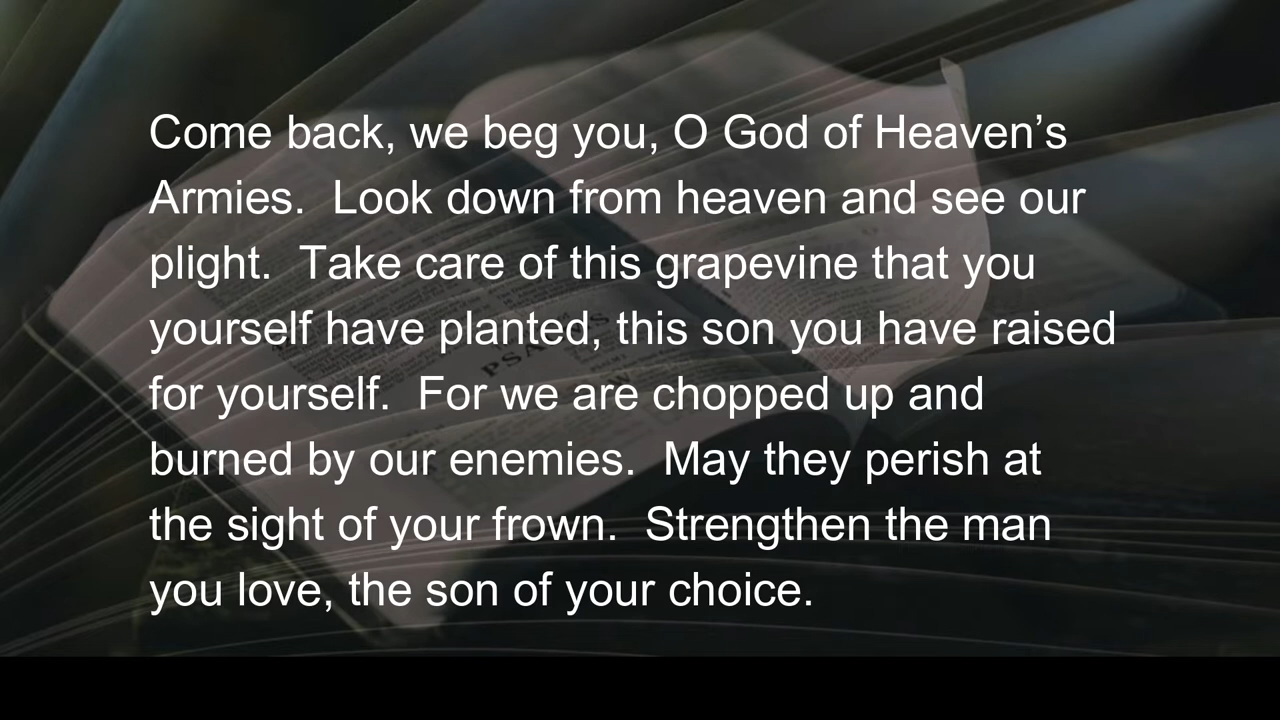 Come back, we beg you, O God of Heaven’s
Armies.  Look down from heaven and see our
plight.  Take care of this grapevine that you
yourself have planted, this son you have raised
for yourself.  For we are chopped up and
burned by our enemies.  May they perish at
the sight of your frown.  Strengthen the man
you love, the son of your choice.